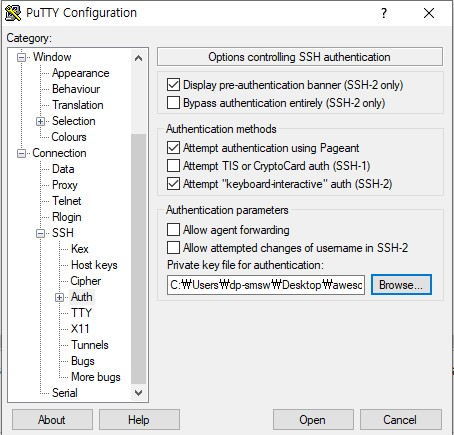 PuTTY Configuration
?
Category:
Window
Appearance
Behaviour
Translation
Selection
Colours
Connection
Data
Proxy
Telnet
Rlogin
SSH
Kex
Host keys
Cipher
Auth
TTY
X11
Tunnels
Bugs
More bugs
Serial
Options controlling SSH authentication
Display pre-authentication banner (SSH-2 only)
Bypass authentication entirely (SSH-2 only)
Authentication methods
Attempt authentication using Pageant
Attempt TIS or CryptoCard auth (SSH-1)
Attempt "keyboard-interactive" auth (SSH-2)
Authentication parameters
Allow agent forwarding
Allow attempted changes of username in SSH-2
Private key file for authentication:
C:₩Users₩dp-smsw₩Desktop₩awesc Browse...
About Help Open Cancel